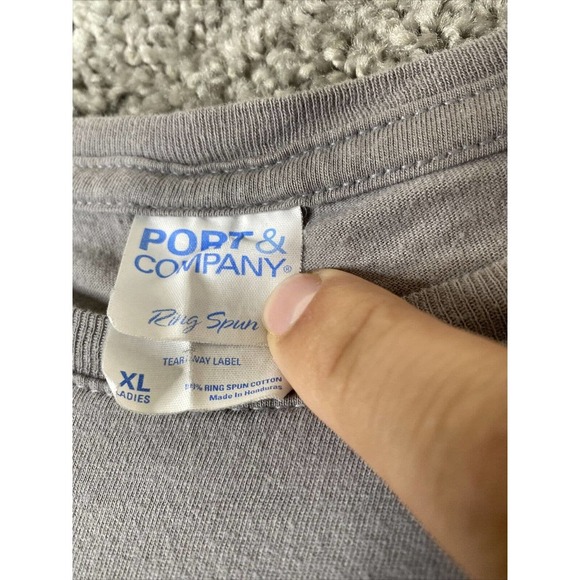 PORT &
COMPANY®
Ring Spun
TEAR AWAY LABEL
XL
LADIES
RING SPUN COTTON
Made in Honduras